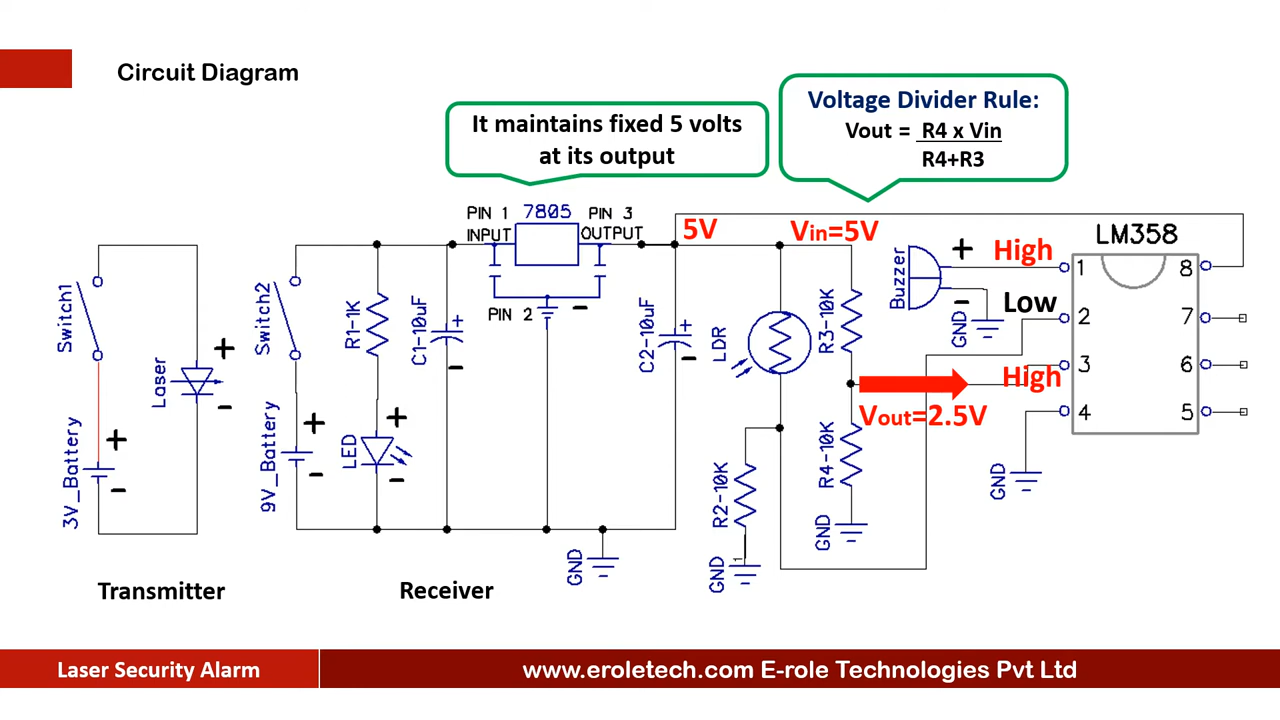 Circuit Diagram
It maintains fixed 5 volts
at its output
Voltage Divider Rule:
Vout = R4 x Vin
R4+R3
PIN 1
7805
PIN 3
INPUT
OUTPUT
PIN 2
-
5V
Vin=5V
LM358
Switch1
Laser
+
-
3V_Battery
+
-
Switch2
9V_Battery
+
-
R1-1K
LED
+
-
C1-10uF
+
-
C2-10uF
+
-
LDR
R3-10K
Vout=2.5V
R2-10K
R4-10K
GND
GND
GND
Buzzer
+
-
GND
High
Low
High
GND
1
2
3
4
8
7
6
5
Transmitter
Receiver
Laser Security Alarm
www.eroletech.com E-role Technologies Pvt Ltd